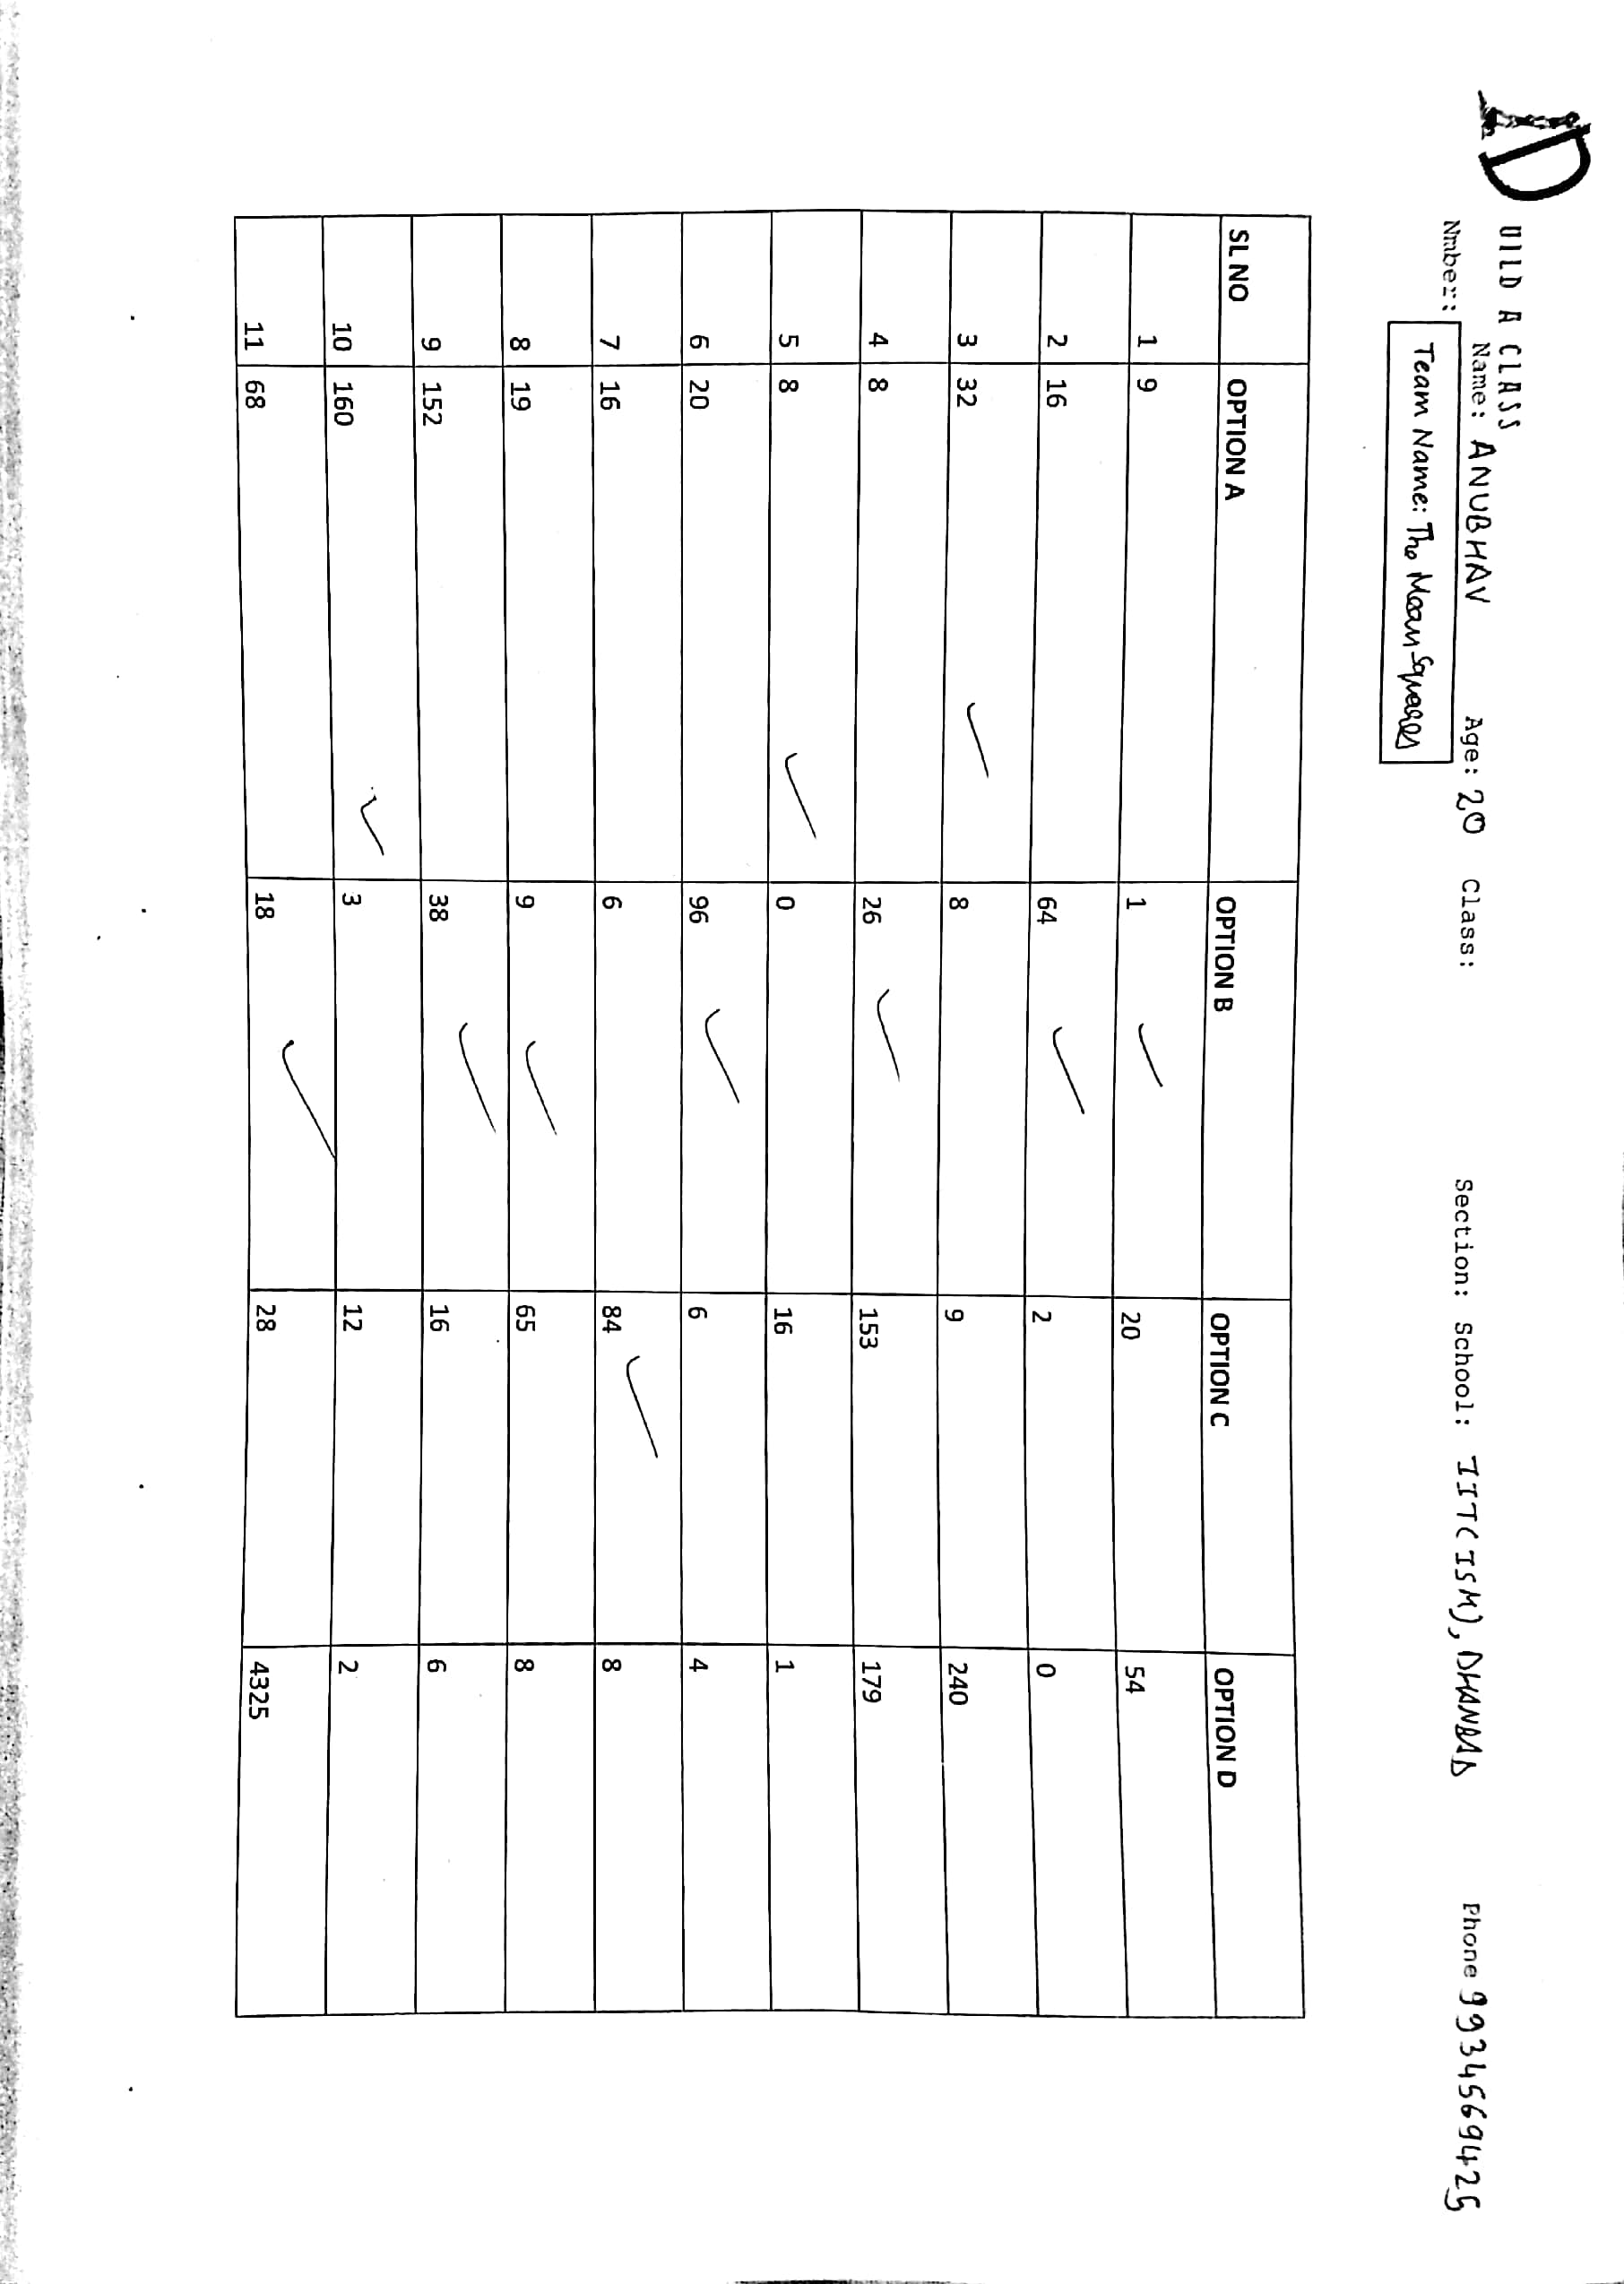 D UILD A CLASS
Name: ANUBHAV Age: 20 Class: Section: School: IIT(ISM), DHANBAD Phone 9934569425
Nmber:
Team Name: The Mean Squares
SL NO OPTION A OPTION B OPTION C OPTION D
1 9 1 ✓ 20 54
2 16 64 ✓ 2 0
3 32 ✓ 8 9 240
4 8 26 ✓ 153 179
5 8 ✓ 0 16 1
6 20 96 ✓ 6 4
7 16 6 84 ✓ 8
8 19 9 ✓ 65 8
9 152 38 ✓ 16 6
10 160 ✓ 3 12 2
11 68 18 ✓ 28 4325